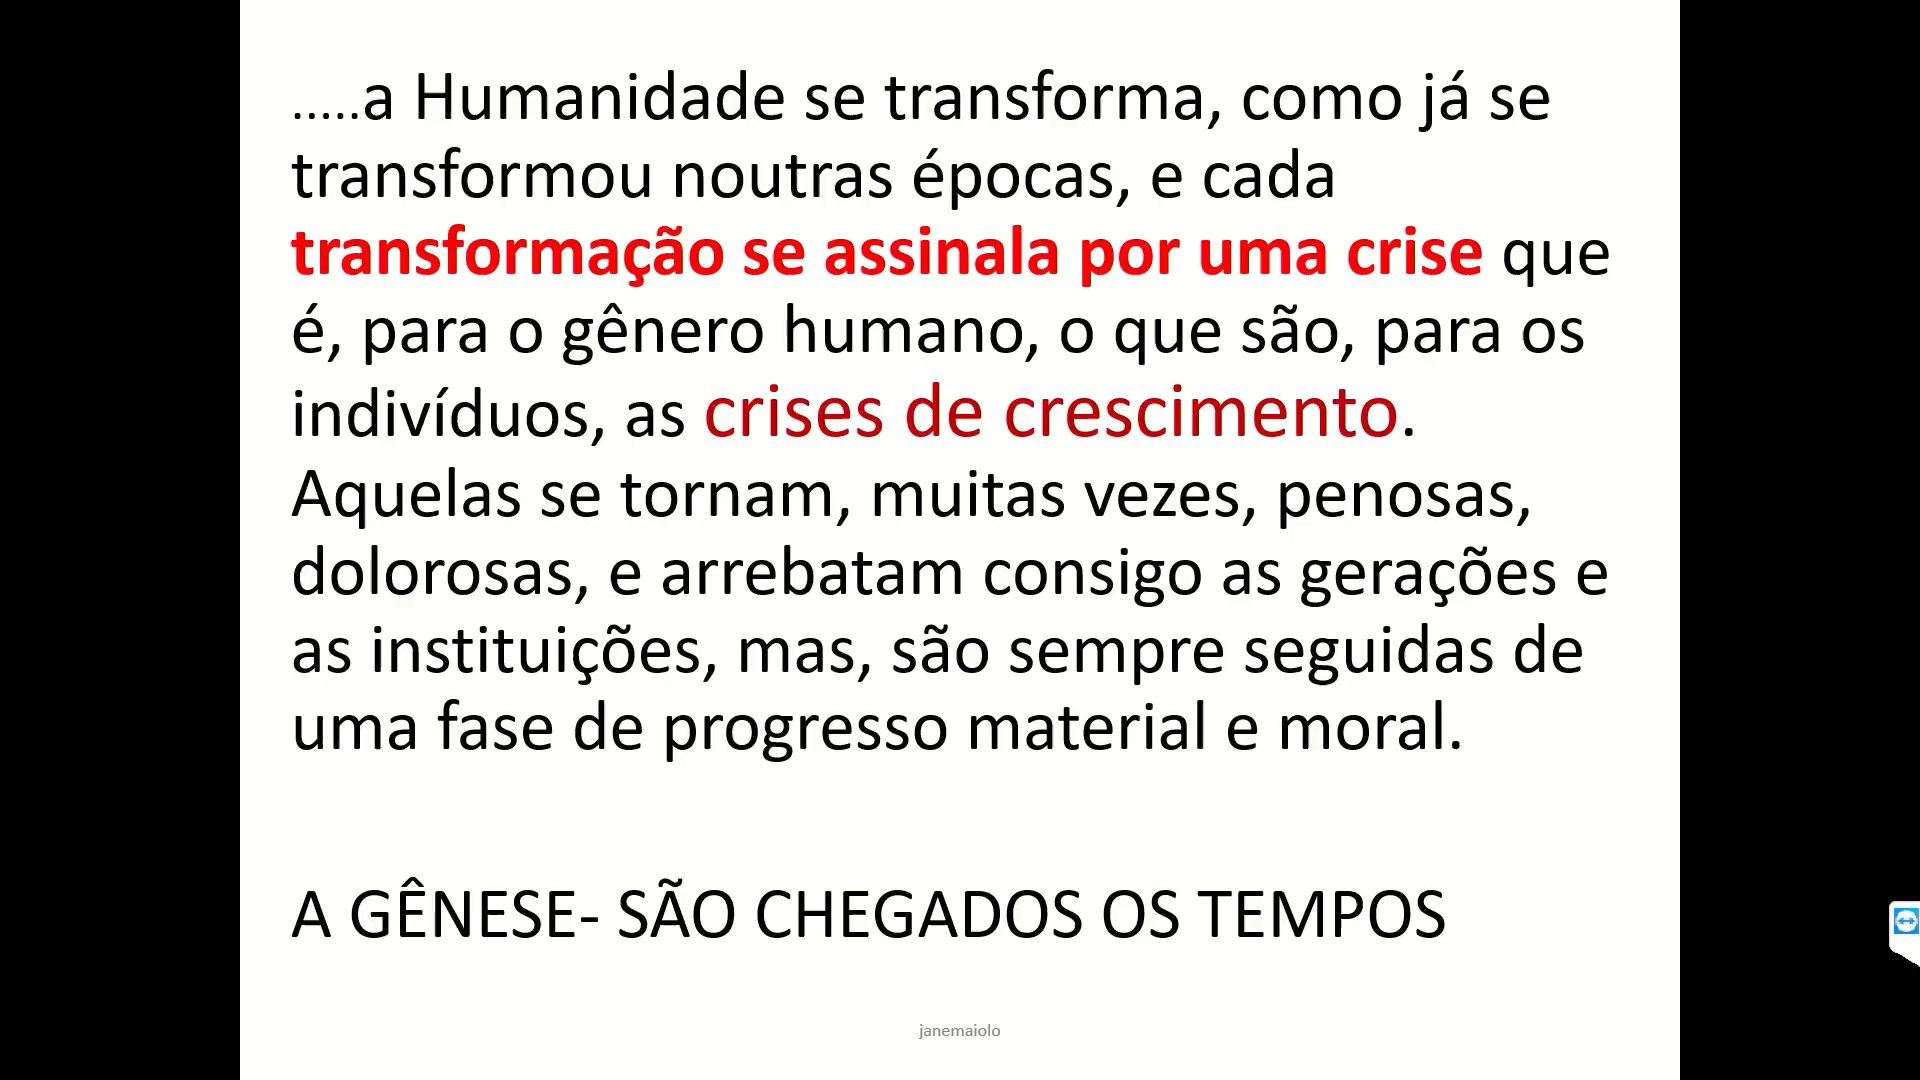 .....a Humanidade se transforma, como já se
transformou noutras épocas, e cada
transformação se assinala por uma crise que
é, para o gênero humano, o que são, para os
indivíduos, as crises de crescimento.
Aquelas se tornam, muitas vezes, penosas,
dolorosas, e arrebatam consigo as gerações e
as instituições, mas, são sempre seguidas de
uma fase de progresso material e moral.
A GÊNESE- SÃO CHEGADOS OS TEMPOS
janemaiolo